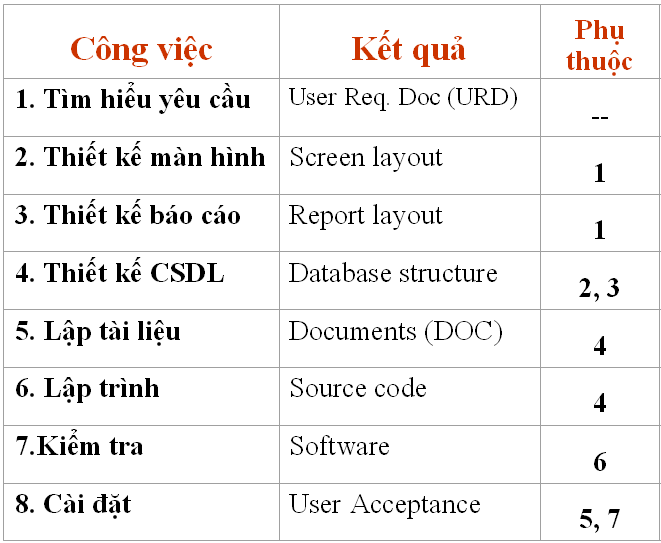 Công việc Kết quả Phụ thuộc
1. Tìm hiểu yêu cầu User Req. Doc (URD) --
2. Thiết kế màn hình Screen layout 1
3. Thiết kế báo cáo Report layout 1
4. Thiết kế CSDL Database structure 2, 3
5. Lập tài liệu Documents (DOC) 4
6. Lập trình Source code 4
7.Kiểm tra Software 6
8. Cài đặt User Acceptance 5, 7